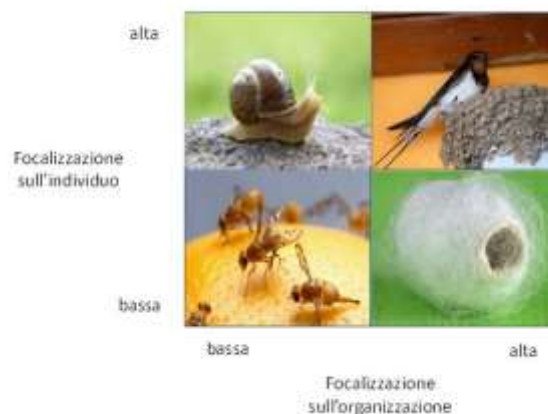 alta
Focalizzazione
sull'individuo
bassa
bassa
alta
Focalizzazione
sull'organizzazione